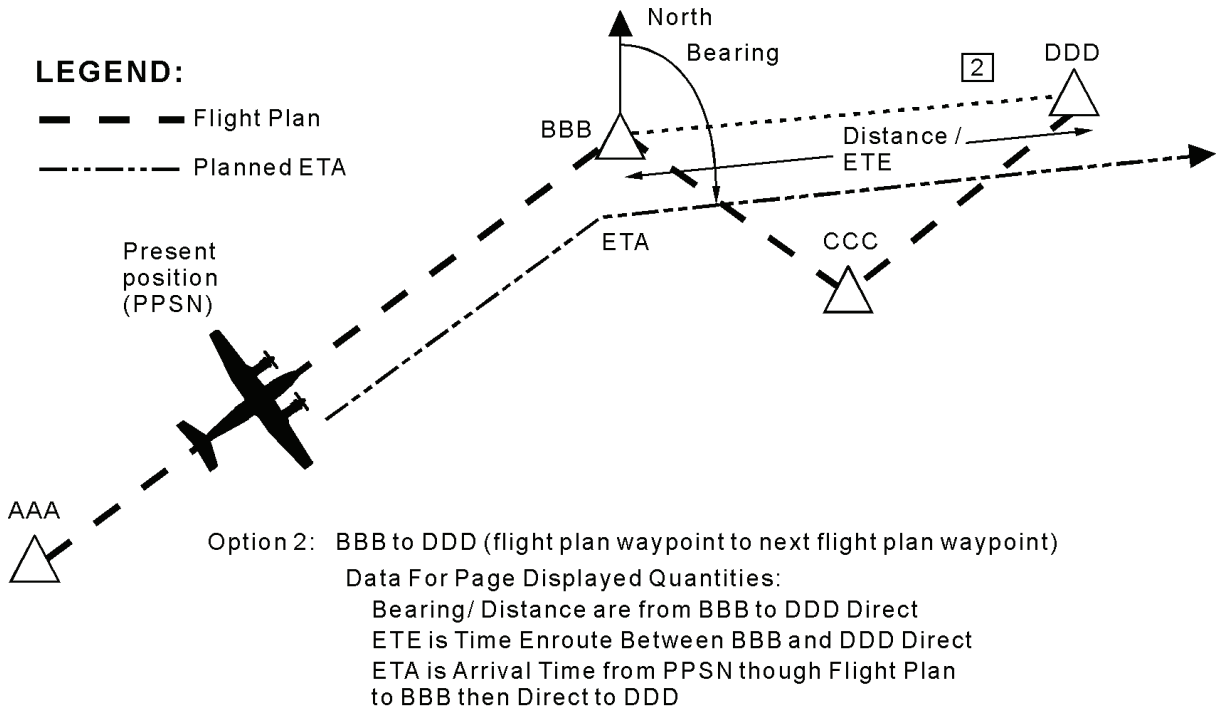 North
Bearing
DDD
2
LEGEND:
Flight Plan
BBB
Distance /
ETE
Planned ETA
ETA
CCC
Present
position
(PPSN)
AAA
Option 2: BBB to DDD (flight plan waypoint to next flight plan waypoint)
Data For Page Displayed Quantities:
Bearing/ Distance are from BBB to DDD Direct
ETE is Time Enroute Between BBB and DDD Direct
ETA is Arrival Time from PPSN though Flight Plan
to BBB then Direct to DDD